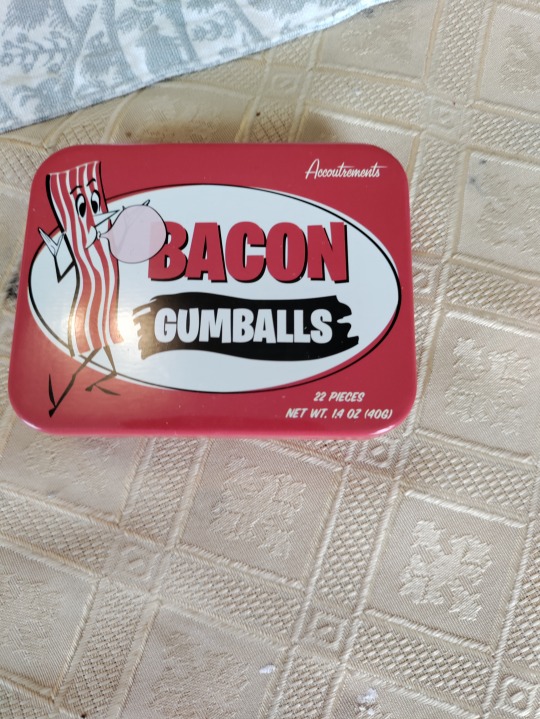 Accoutrements
BACON
GUMBALLS
22 PIECES
NET WT. 1.4 OZ (40G)